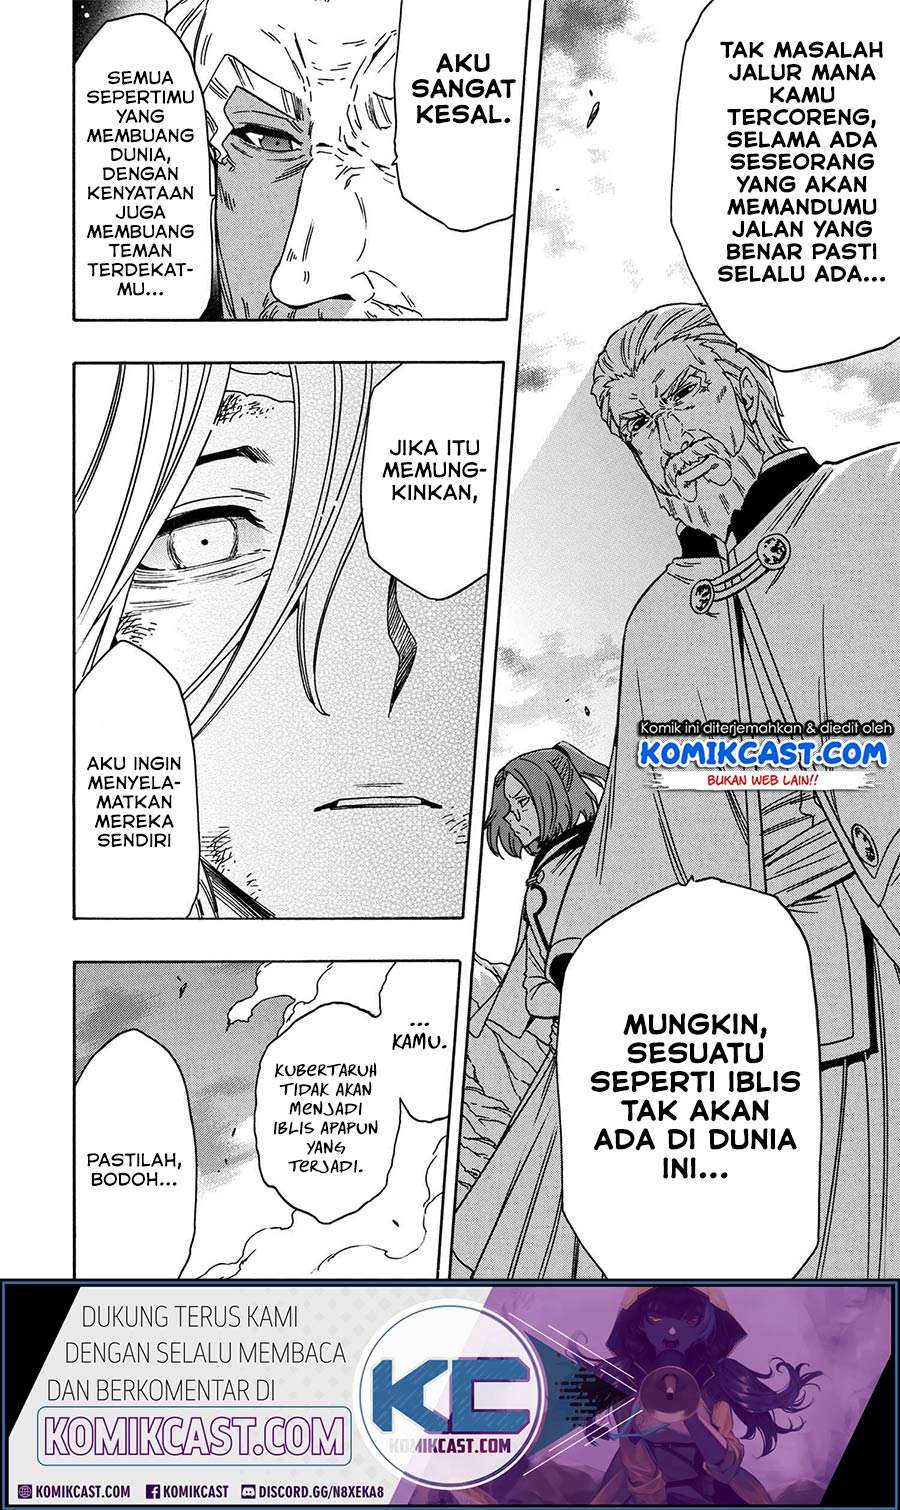 TAK MASALAH
JALUR MANA
KAMU
TERCORENG,
SELAMA ADA
SESEORANG
YANG AKAN
MEMANDUMU
JALAN YANG
BENAR PASTI
SELALU ADA...
MUNGKIN,
SESUATU
SEPERTI IBLIS
TAK AKAN
ADA DI DUNIA
INI...
AKU
SANGAT
KESAL.
SEMUA
SEPERTIMU
YANG
MEMBUANG
DUNIA,
DENGAN
KENYATAAN
JUGA
MEMBUANG
TEMAN
TERDEKAT-
MU...
JIKA ITU
MEMUNG-
KINKAN,
AKU INGIN
MENYELA-
MATKAN
MEREKA
SENDIRI
...
KAMU.
KUBERTARUH
TIDAK AKAN
MENJADI
IBLIS APAPUN
YANG
TERJADI.
PASTILAH,
BODOH...
Komik ini diterjemahkan & diedit oleh
KOMIKCAST.COM
BUKAN WEB LAIN!!
DUKUNG TERUS KAMI
DENGAN SELALU MEMBACA
DAN BERKOMENTAR DI
KOMIKCAST.COM
KC
KOMIKCAST.COM
KOMIKCAST.COM
KOMIKCAST
DISCORD.GG/N8XEKA8